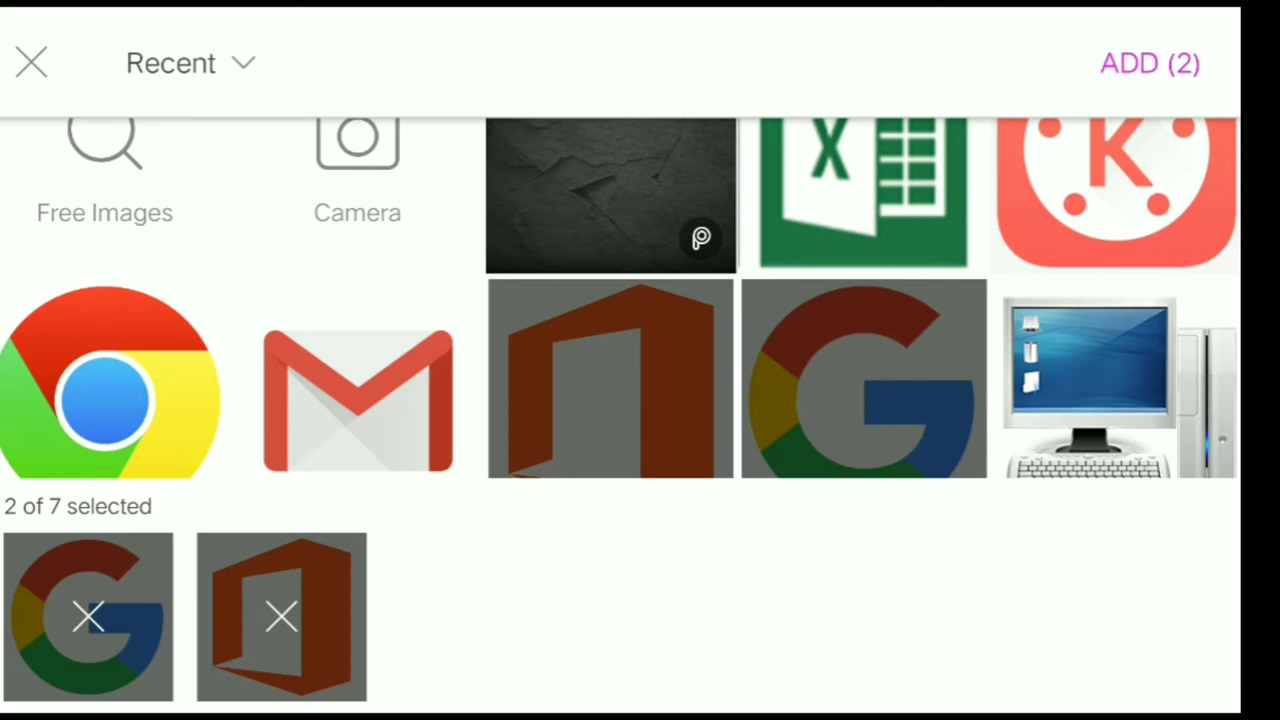 Recent
ADD (2)
Free Images
Camera
X
K
2 of 7 selected